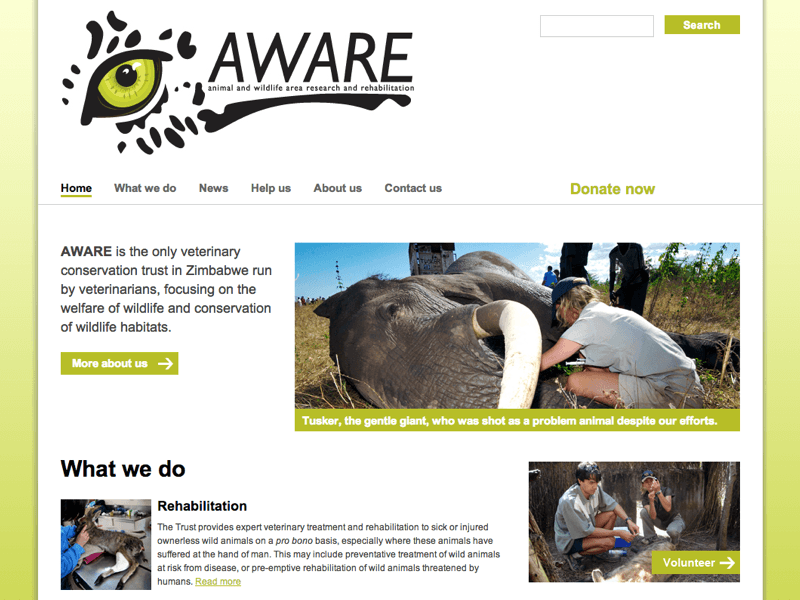 AWARE
animal and wildlife area research and rehabilitation
Search
Home
What we do
News
Help us
About us
Contact us
Donate now
AWARE is the only veterinary
conservation trust in Zimbabwe run
by veterinarians, focusing on the
welfare of wildlife and conservation
of wildlife habitats.
More about us
Tusker, the gentle giant, who was shot as a problem animal despite our efforts.
What we do
Rehabilitation
The Trust provides expert veterinary treatment and rehabilitation to sick or injured
ownerless wild animals on a pro bono basis, especially where these animals have
suffered at the hand of man. This may include preventative treatment of wild animals
at risk from disease, or pre-emptive rehabilitation of wild animals threatened by
humans. Read more
Volunteer